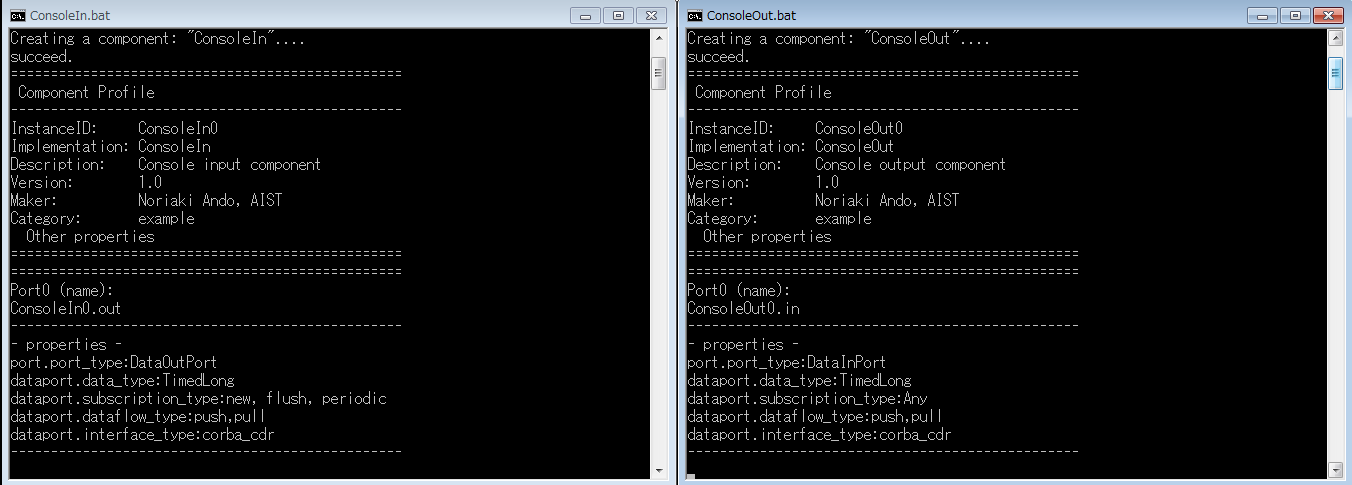 ConsoleIn.bat
Creating a component: "ConsoleIn"....
succeed.
=================================================
 Component Profile
-------------------------------------------------
InstanceID:     ConsoleIn0
Implementation: ConsoleIn
Description:    Console input component
Version:        1.0
Maker:          Noriaki Ando, AIST
Category:       example
  Other properties
=================================================
=================================================
Port0 (name):
ConsoleIn0.out
-------------------------------------------------
- properties -
port.port_type:DataOutPort
dataport.data_type:TimedLong
dataport.subscription_type:new, flush, periodic
dataport.dataflow_type:push,pull
dataport.interface_type:corba_cdr
-------------------------------------------------
ConsoleOut.bat
Creating a component: "ConsoleOut"....
succeed.
=================================================
 Component Profile
-------------------------------------------------
InstanceID:     ConsoleOut0
Implementation: ConsoleOut
Description:    Console output component
Version:        1.0
Maker:          Noriaki Ando, AIST
Category:       example
  Other properties
=================================================
=================================================
Port0 (name):
ConsoleOut0.in
-------------------------------------------------
- properties -
port.port_type:DataInPort
dataport.data_type:TimedLong
dataport.subscription_type:Any
dataport.dataflow_type:push,pull
dataport.interface_type:corba_cdr
-------------------------------------------------